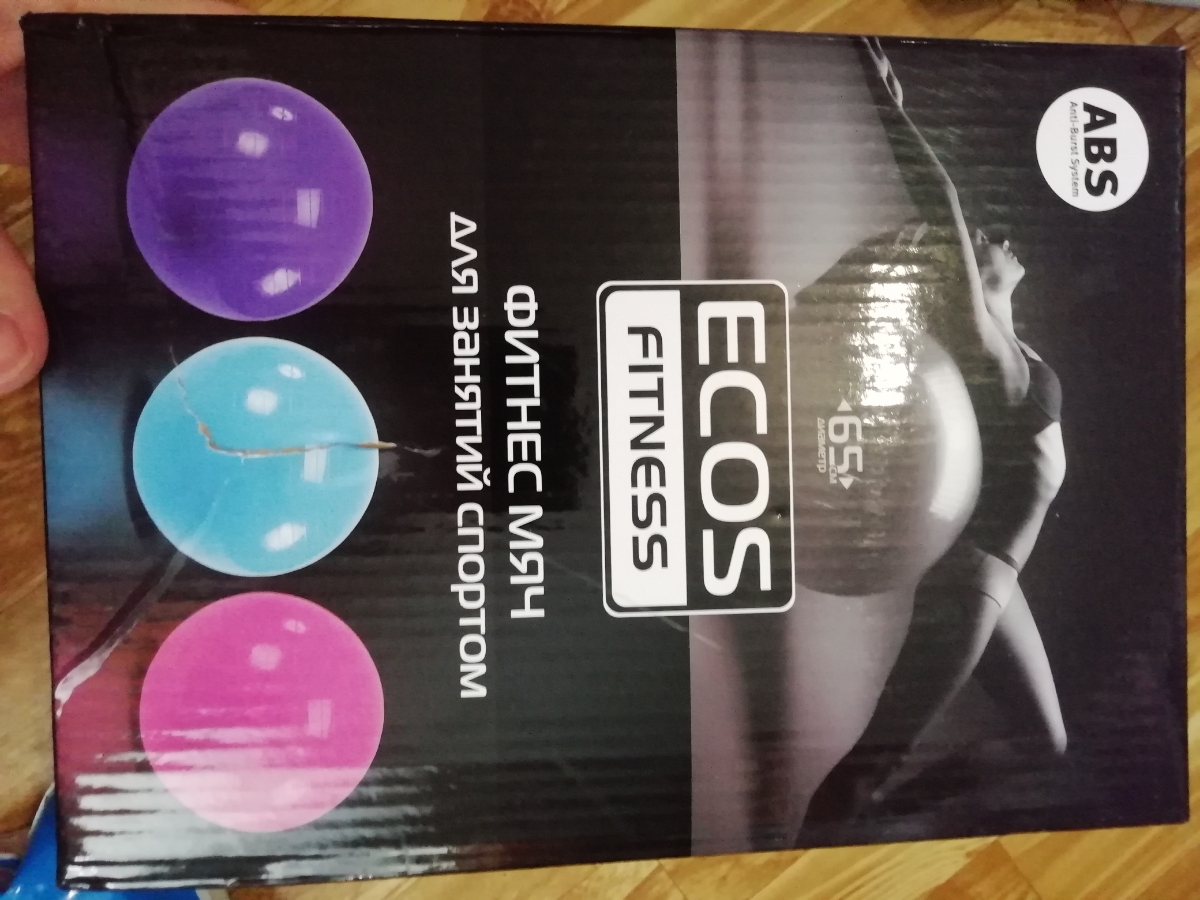 ABS
Anti-Burst System
65 см
диаметр
ECOS
FITNESS
ФИТНЕС МЯЧ
ДЛЯ ЗАНЯТИЙ СПОРТОМ